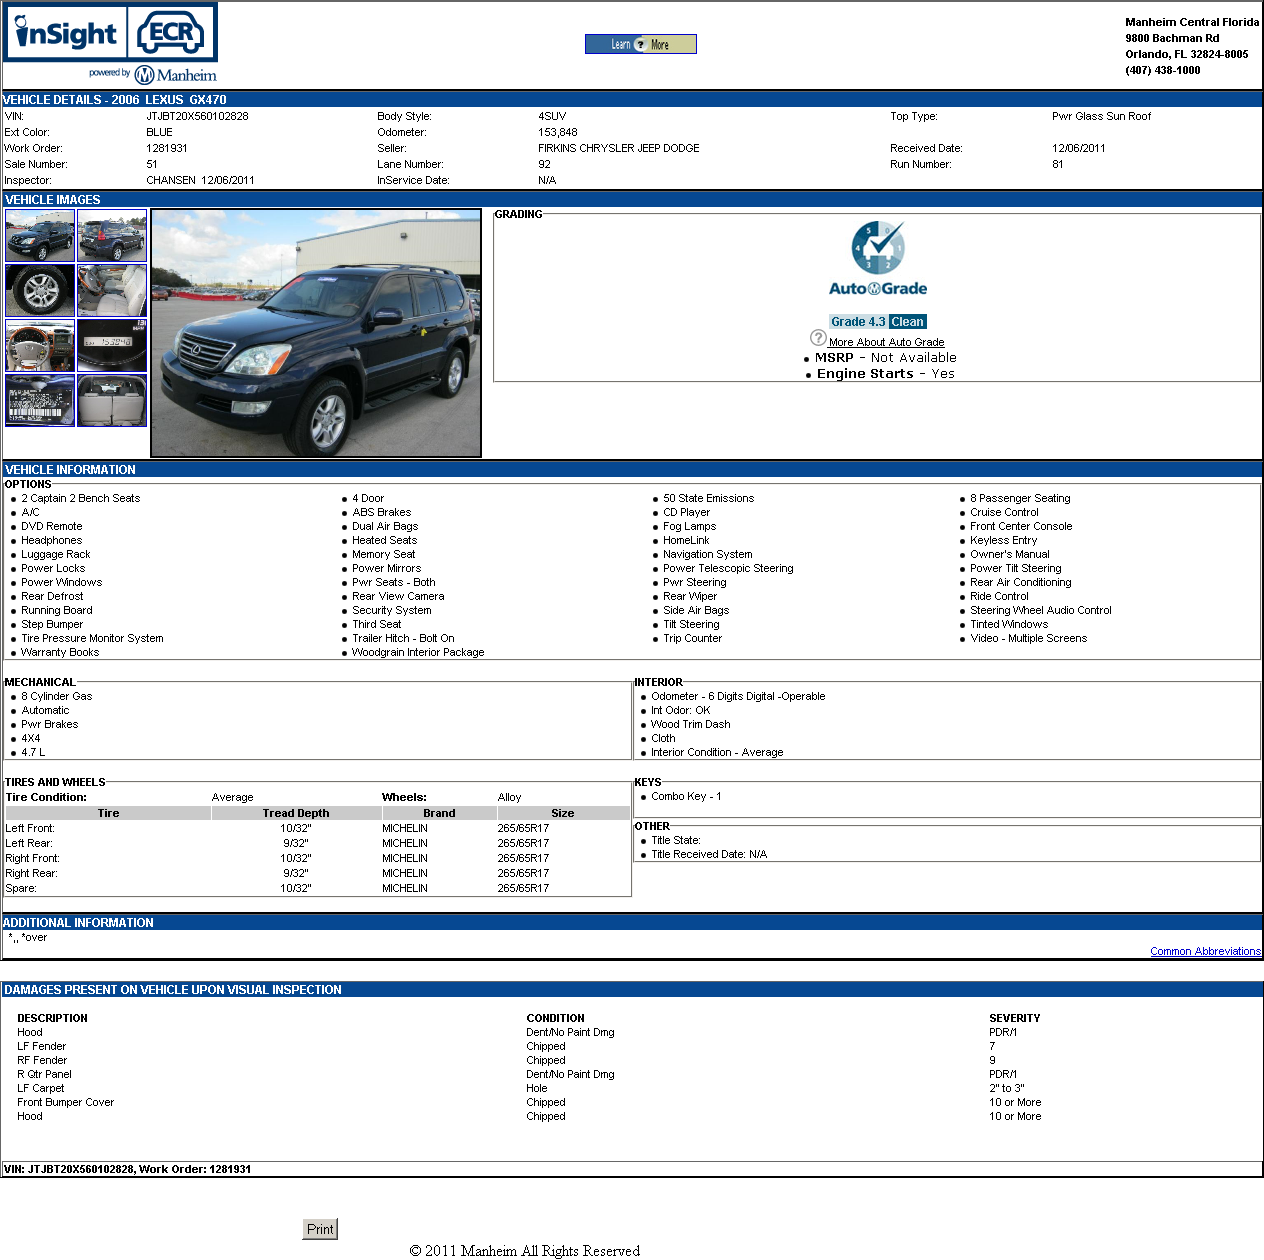 inSight ECR
powered by Manheim
Learn ? More
Manheim Central Florida
9800 Bachman Rd
Orlando, FL 32824-8005
(407) 438-1000
VEHICLE DETAILS - 2006 LEXUS GX470
VIN: JTJBT20X560102828 Body Style: 4SUV Top Type: Pwr Glass Sun Roof
Ext Color: BLUE Odometer: 153,848
Work Order: 1281931 Seller: FIRKINS CHRYSLER JEEP DODGE Received Date: 12/06/2011
Sale Number: 51 Lane Number: 92 Run Number: 81
Inspector: CHANSEN 12/06/2011 InService Date: N/A
VEHICLE IMAGES
153848
GRADING
5 0
4 1
3 2
AutoGrade
Grade 4.3 Clean
? More About Auto Grade
• MSRP - Not Available
• Engine Starts - Yes
VEHICLE INFORMATION
OPTIONS
• 2 Captain 2 Bench Seats • 4 Door • 50 State Emissions • 8 Passenger Seating
• A/C • ABS Brakes • CD Player • Cruise Control
• DVD Remote • Dual Air Bags • Fog Lamps • Front Center Console
• Headphones • Heated Seats • HomeLink • Keyless Entry
• Luggage Rack • Memory Seat • Navigation System • Owner's Manual
• Power Locks • Power Mirrors • Power Telescopic Steering • Power Tilt Steering
• Power Windows • Pwr Seats - Both • Pwr Steering • Rear Air Conditioning
• Rear Defrost • Rear View Camera • Rear Wiper • Ride Control
• Running Board • Security System • Side Air Bags • Steering Wheel Audio Control
• Step Bumper • Third Seat • Tilt Steering • Tinted Windows
• Tire Pressure Monitor System • Trailer Hitch - Bolt On • Trip Counter • Video - Multiple Screens
• Warranty Books • Woodgrain Interior Package
MECHANICAL
• 8 Cylinder Gas
• Automatic
• Pwr Brakes
• 4X4
• 4.7 L
INTERIOR
• Odometer - 6 Digits Digital -Operable
• Int Odor: OK
• Wood Trim Dash
• Cloth
• Interior Condition - Average
TIRES AND WHEELS
Tire Condition: Average Wheels: Alloy
Tire Tread Depth Brand Size
Left Front: 10/32" MICHELIN 265/65R17
Left Rear: 9/32" MICHELIN 265/65R17
Right Front: 10/32" MICHELIN 265/65R17
Right Rear: 9/32" MICHELIN 265/65R17
Spare: 10/32" MICHELIN 265/65R17
KEYS
• Combo Key - 1
OTHER
• Title State:
• Title Received Date: N/A
ADDITIONAL INFORMATION
*,, *over
Common Abbreviations
DAMAGES PRESENT ON VEHICLE UPON VISUAL INSPECTION
DESCRIPTION CONDITION SEVERITY
Hood Dent/No Paint Dmg PDR/1
LF Fender Chipped 7
RF Fender Chipped 9
R Qtr Panel Dent/No Paint Dmg PDR/1
LF Carpet Hole 2" to 3"
Front Bumper Cover Chipped 10 or More
Hood Chipped 10 or More
VIN: JTJBT20X560102828, Work Order: 1281931
Print
© 2011 Manheim All Rights Reserved